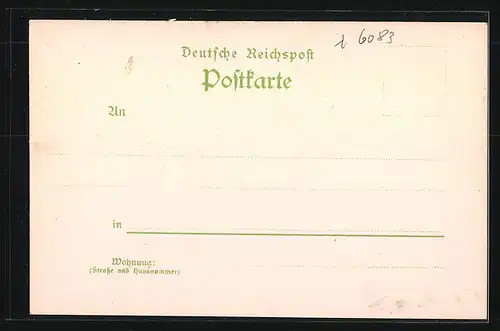 Deutsche Reichspost
Postkarte
6083
An
in
Wohnung:
(Straße und Hausnummer)